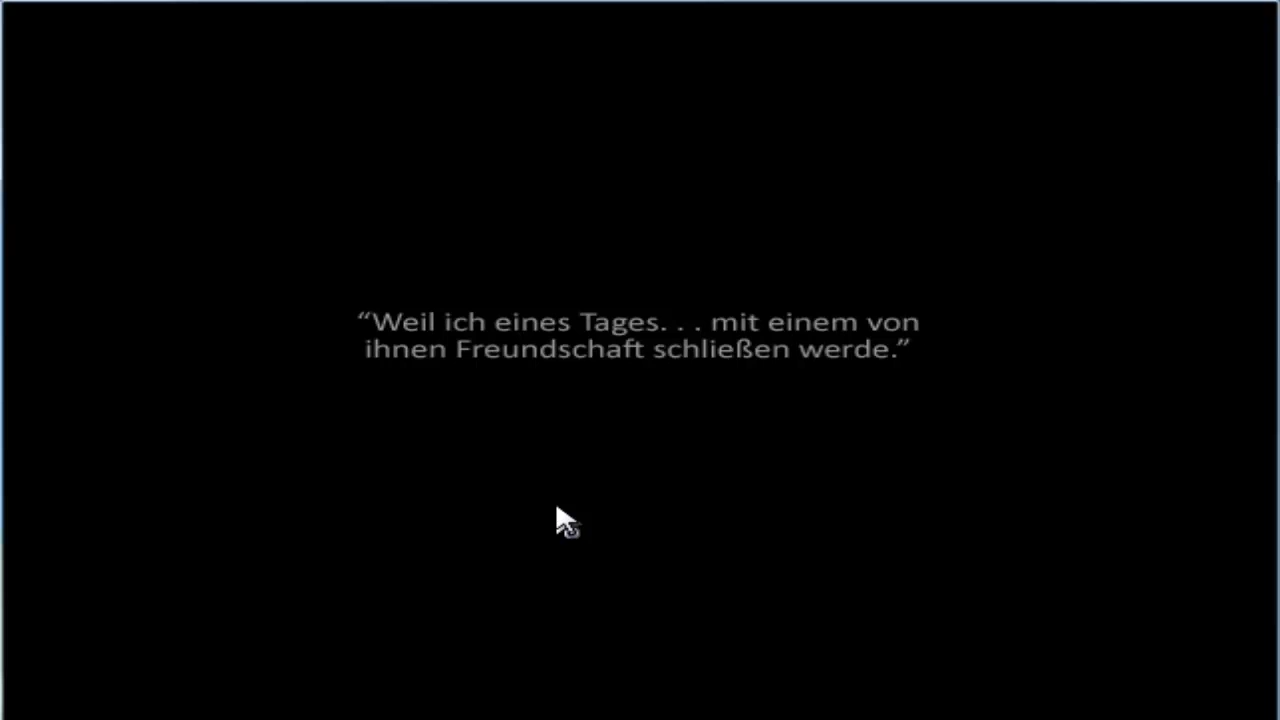 “Weil ich eines Tages. . . mit einem von
ihnen Freundschaft schließen werde.”